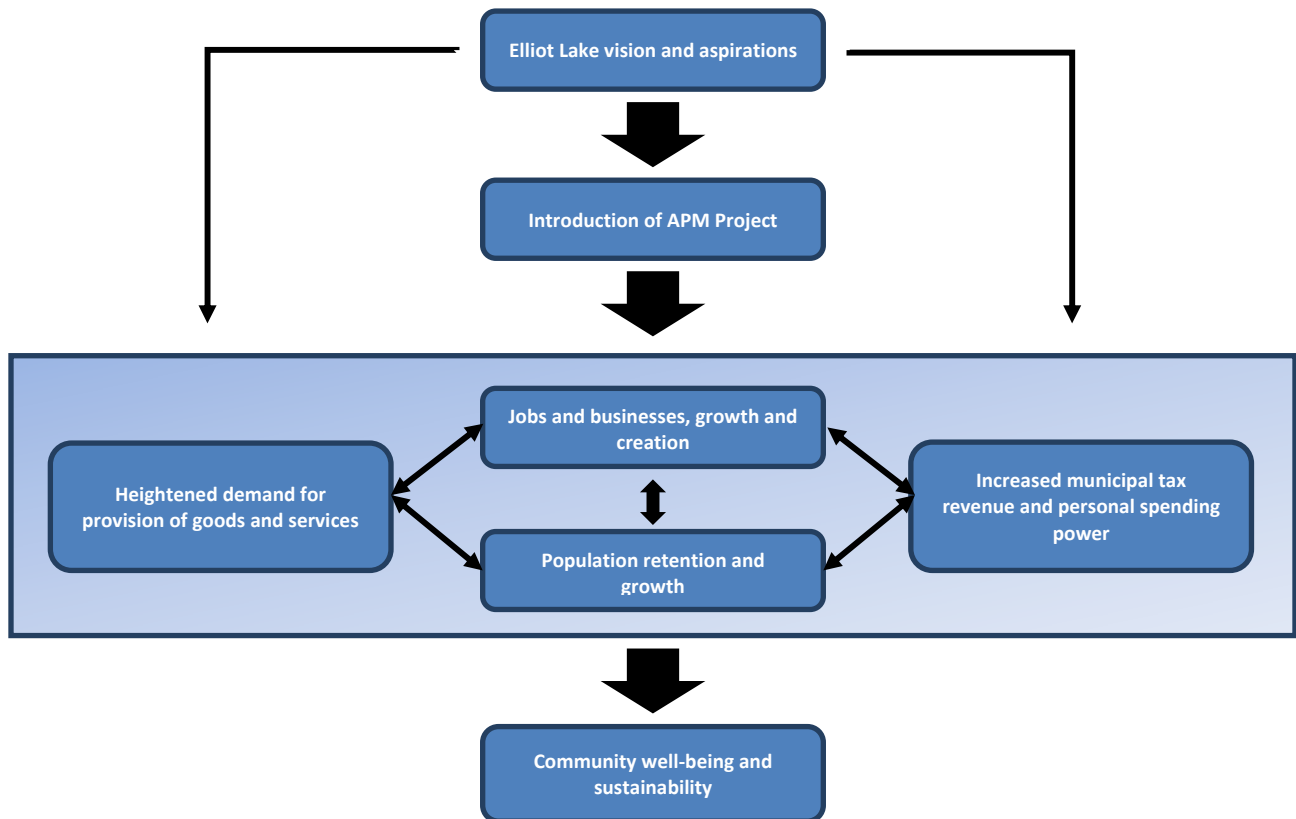 Elliot Lake vision and aspirations
Introduction of APM Project
Jobs and businesses, growth and
creation
Heightened demand for
provision of goods and services
Increased municipal tax
revenue and personal spending
power
Population retention and
growth
Community well-being and
sustainability